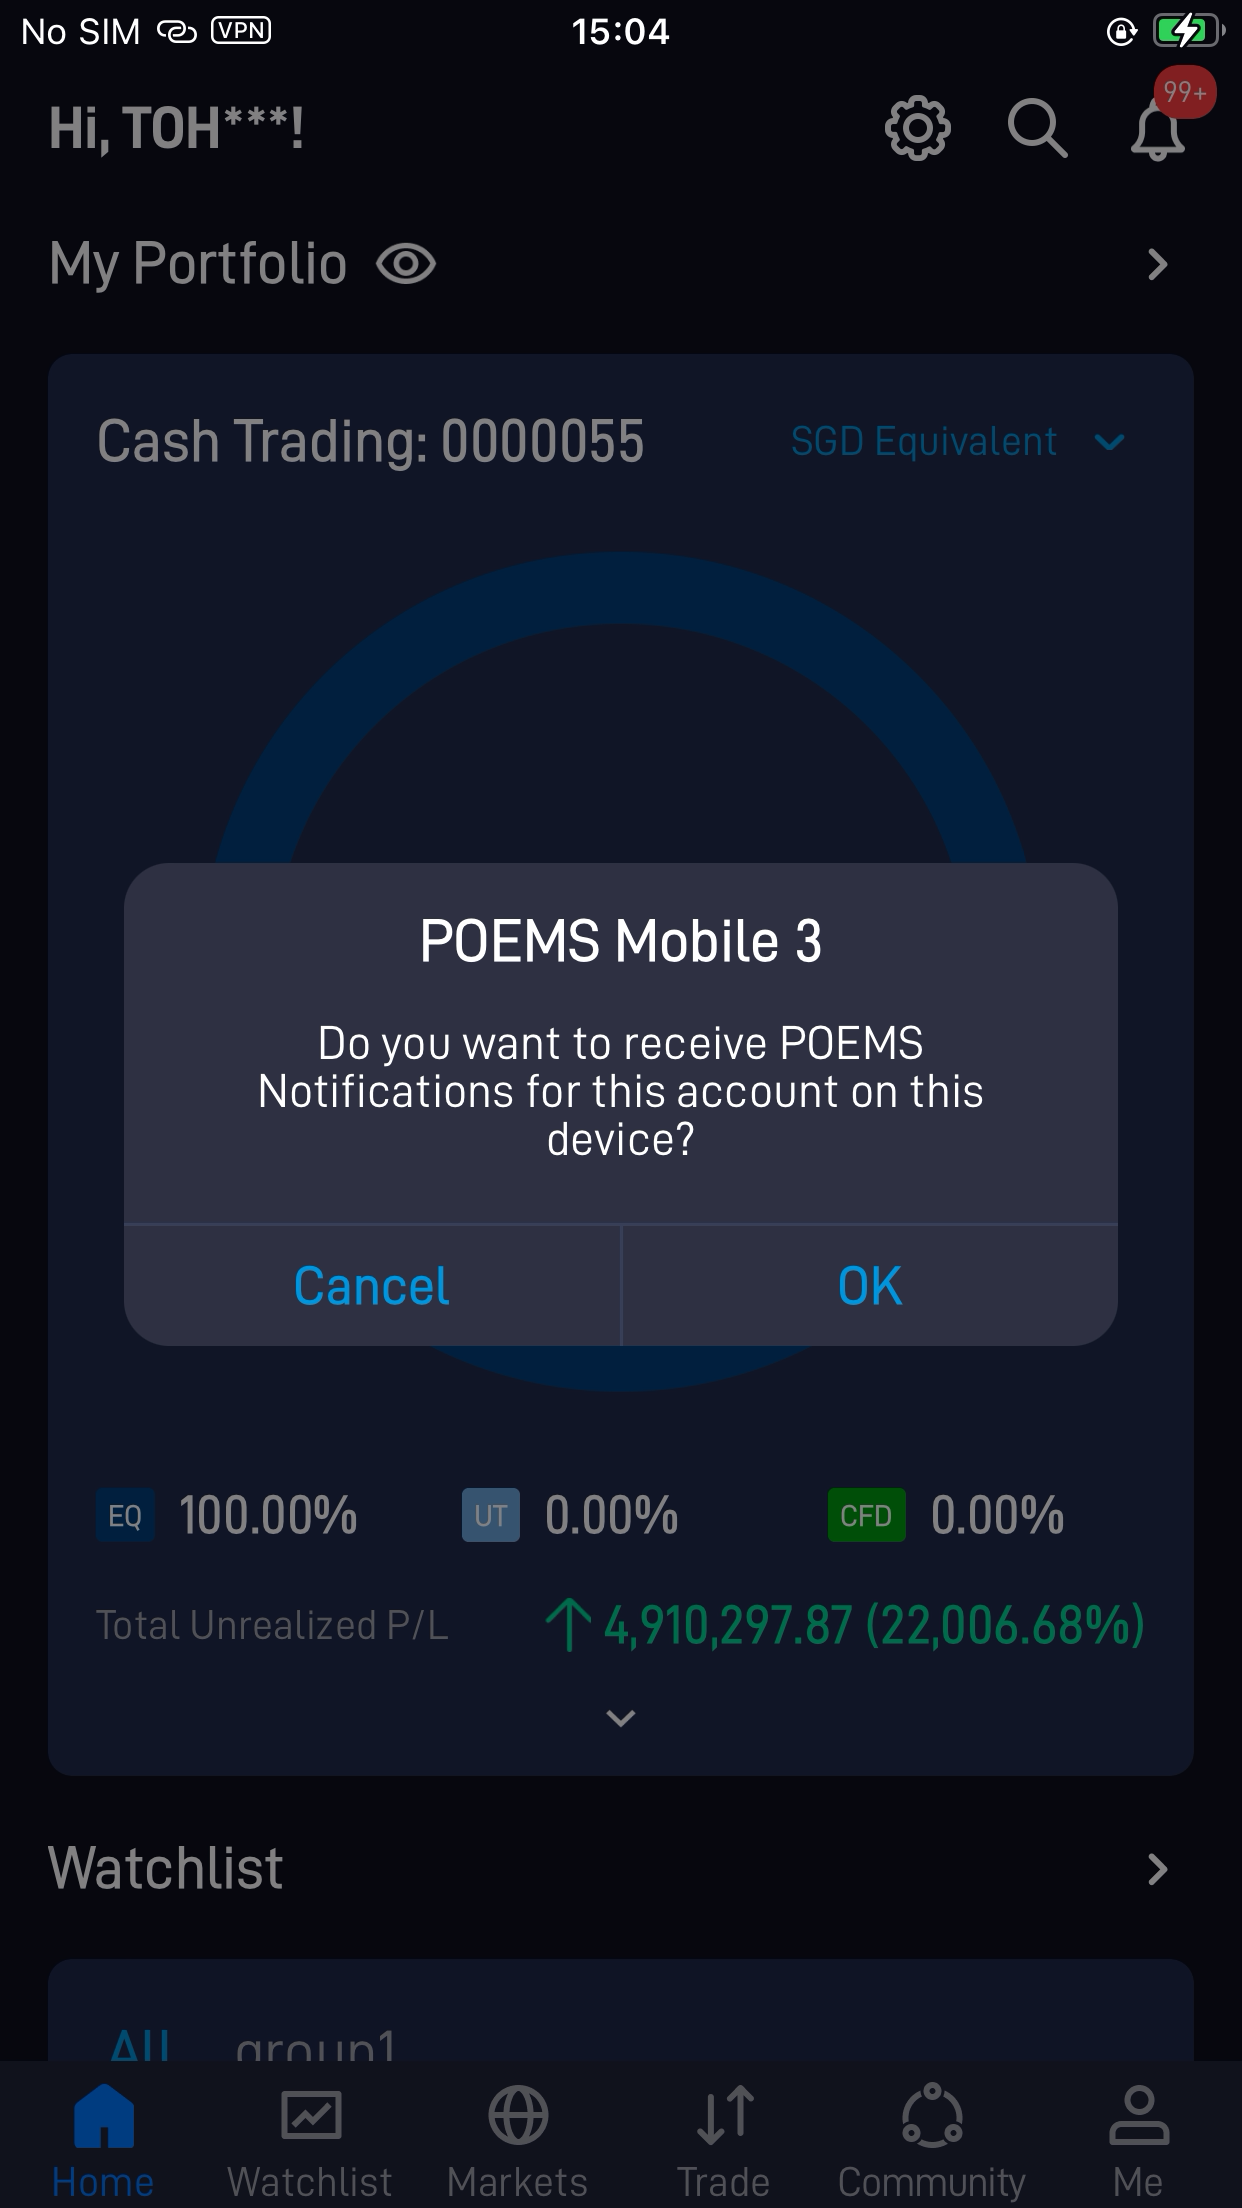 No SIM VPN 15:04
99+
Hi, TOH***!
My Portfolio
Cash Trading: 0000055 SGD Equivalent
POEMS Mobile 3
Do you want to receive POEMS
Notifications for this account on this
device?
Cancel OK
EQ 100.00% UT 0.00% CFD 0.00%
Total Unrealized P/L 4,910,297.87 (22,006.68%)
Watchlist
All group1
Home Watchlist Markets Trade Community Me